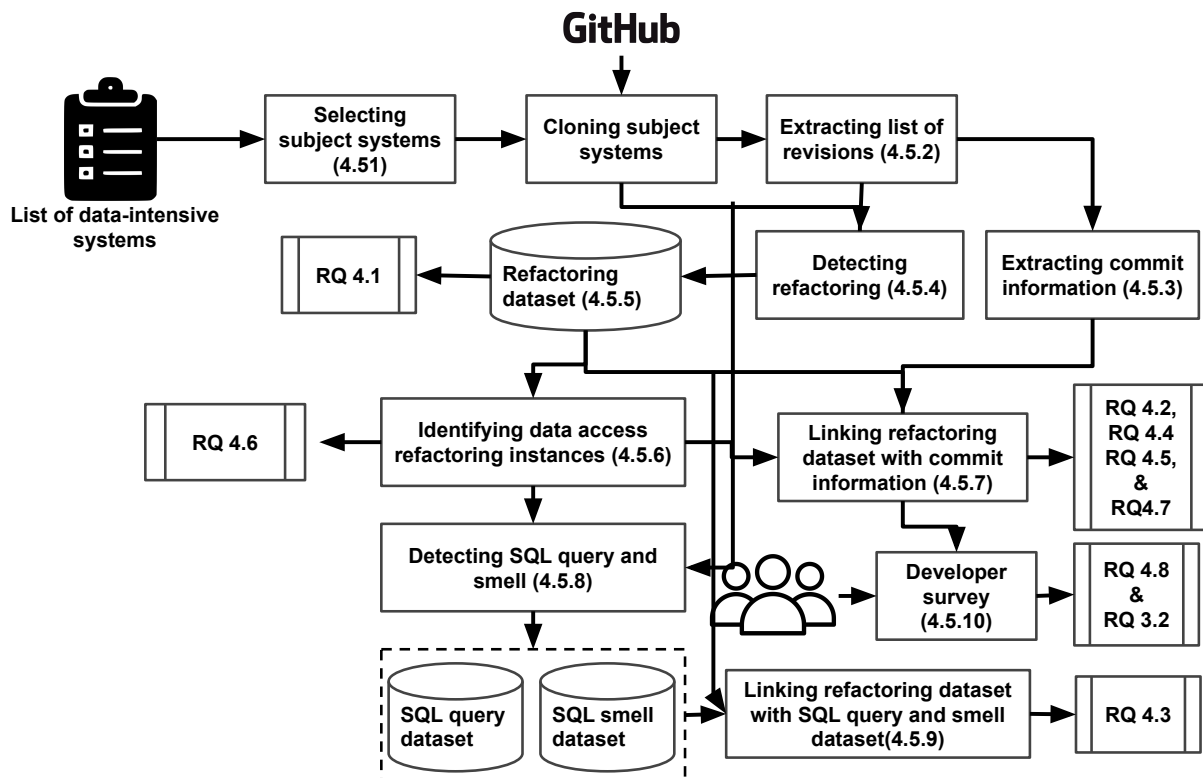 GitHub
Selecting
subject systems
(4.51)
Cloning subject
systems
Extracting list of
revisions (4.5.2)
List of data-intensive
systems
RQ 4.1
Refactoring
dataset (4.5.5)
Detecting
refactoring (4.5.4)
Extracting commit
information (4.5.3)
RQ 4.6
Identifying data access
refactoring instances (4.5.6)
Linking refactoring
dataset with commit
information (4.5.7)
RQ 4.2,
RQ 4.4
RQ 4.5,
&
RQ4.7
Detecting SQL query and
smell (4.5.8)
Developer
survey
(4.5.10)
RQ 4.8
&
RQ 3.2
SQL query
dataset
SQL smell
dataset
Linking refactoring dataset
with SQL query and smell
dataset(4.5.9)
RQ 4.3